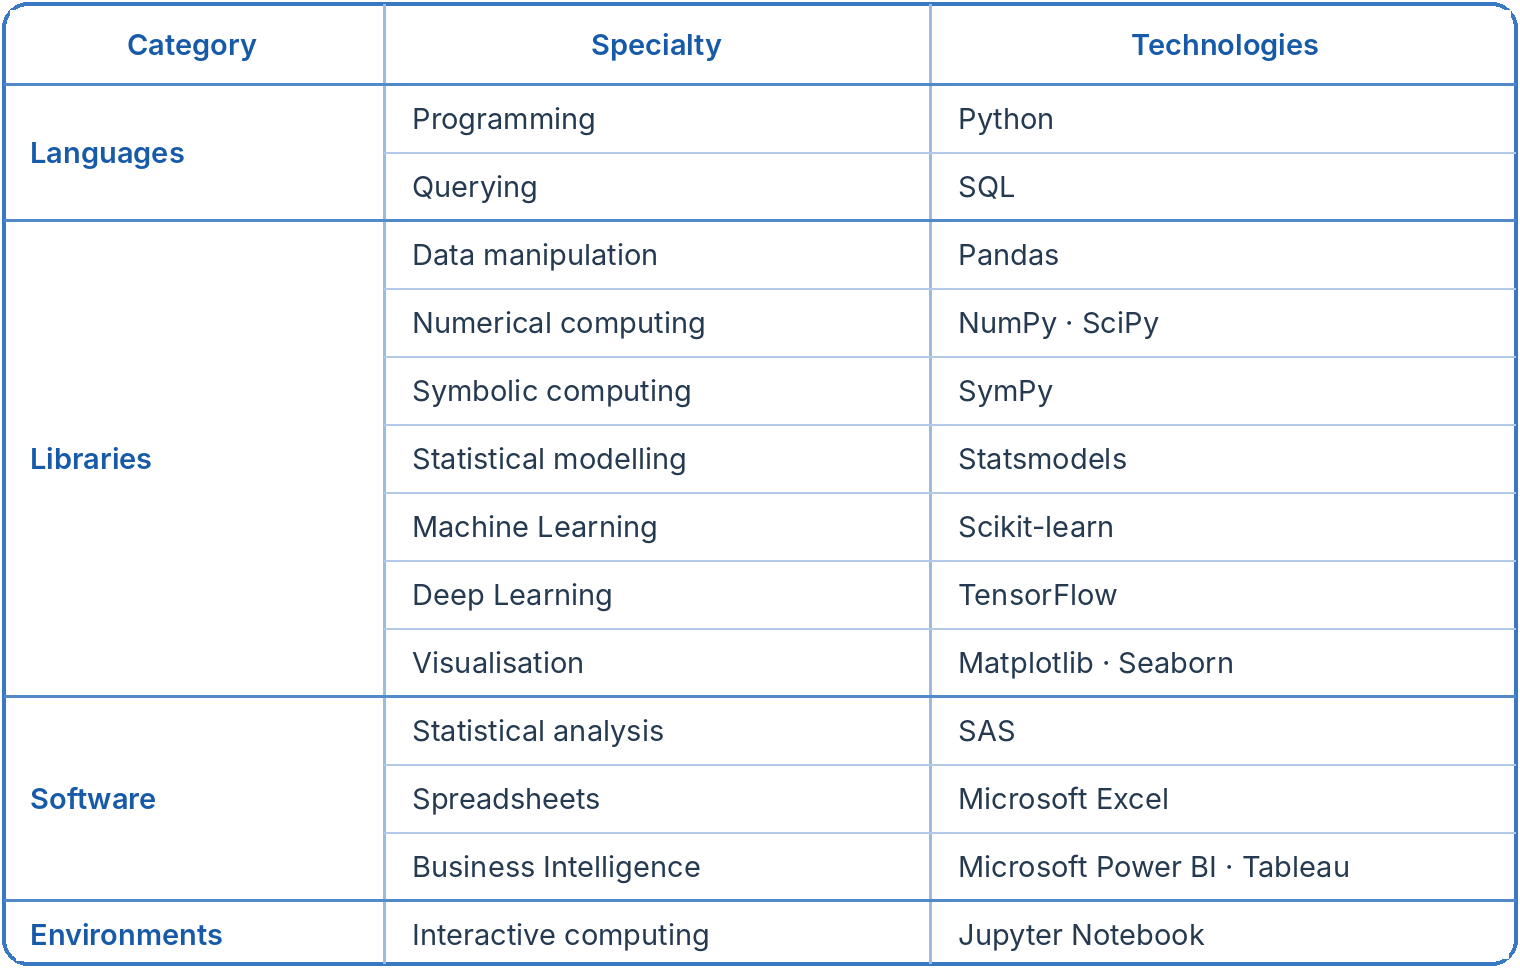 Category Specialty Technologies
Languages
Programming Python
Querying SQL
Libraries
Data manipulation Pandas
Numerical computing NumPy · SciPy
Symbolic computing SymPy
Statistical modelling Statsmodels
Machine Learning Scikit-learn
Deep Learning TensorFlow
Visualisation Matplotlib · Seaborn
Software
Statistical analysis SAS
Spreadsheets Microsoft Excel
Business Intelligence Microsoft Power BI · Tableau
Environments Interactive computing Jupyter Notebook